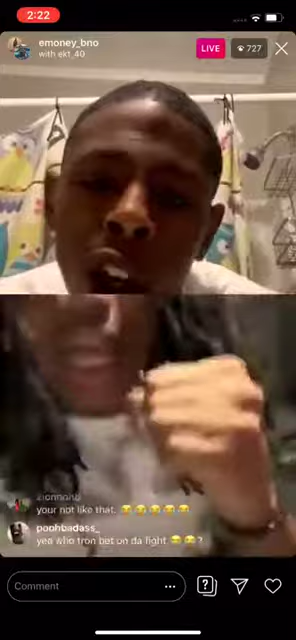 2:22
emoney_bno
with ekt_40
LIVE
727
your not like that. 😂😂😂😂😂
poohbadass_
yea who tron bet on da fight 😂😂?
Comment